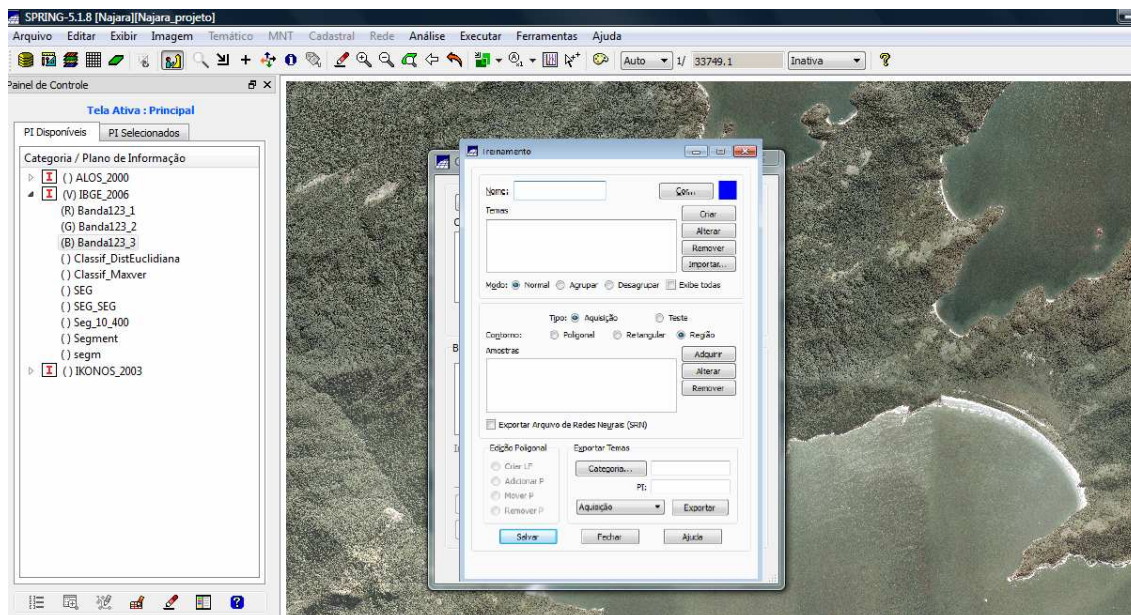 SPRING-5.1.8 [Najara][Najara_projeto]
Arquivo Editar Exibir Imagem Temático MNT Cadastral Rede Análise Executar Ferramentas Ajuda
Auto 1/ 33749.1 Inativa
Painel de Controle
Tela Ativa : Principal
PI Disponíveis PI Selecionados
Categoria / Plano de Informação
( ) ALOS_2000
(V) IBGE_2006
(R) Banda123_1
(G) Banda123_2
(B) Banda123_3
( ) Classif_DistEuclidiana
( ) Classif_Maxver
( ) SEG
( ) SEG_SEG
( ) Seg_10_400
( ) Segment
( ) segm
( ) IKONOS_2003
Treinamento
Nome: Cor...
Temas
Criar
Alterar
Remover
Importar...
Modo: Normal Agrupar Desagrupar Exibe todas
Tipo: Aquisição Teste
Contorno: Poligonal Retangular Região
Amostras
Adquirir
Alterar
Remover
Exportar Arquivo de Redes Neurais (SRN)
Edição Poligonal
Criar LF
Adicionar P
Mover P
Remover P
Exportar Temas
Categoria...
PI:
Aquisição Exportar
Salvar Fechar Ajuda